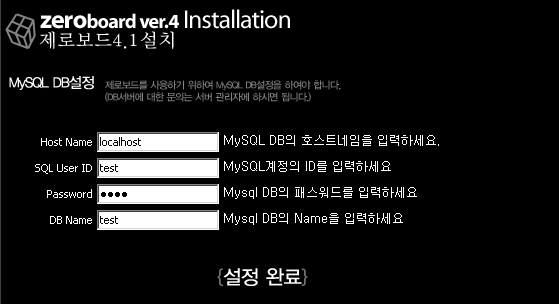 zeroboard ver.4 Installation
제로보드4.1설치
MySQL DB설정 제로보드를 사용하기 위하여 MySQL DB설정을 하여야 합니다.
(DB서버에 대한 문의는 서버 관리자에 하시면 됩니다.)
Host Name localhost MySQL DB의 호스트네임을 입력하세요.
SQL User ID test MySQL계정의 ID를 입력하세요
Password ●●●● Mysql DB의 패스워드를 입력하세요
DB Name test Mysql DB의 Name을 입력하세요
{설정 완료}